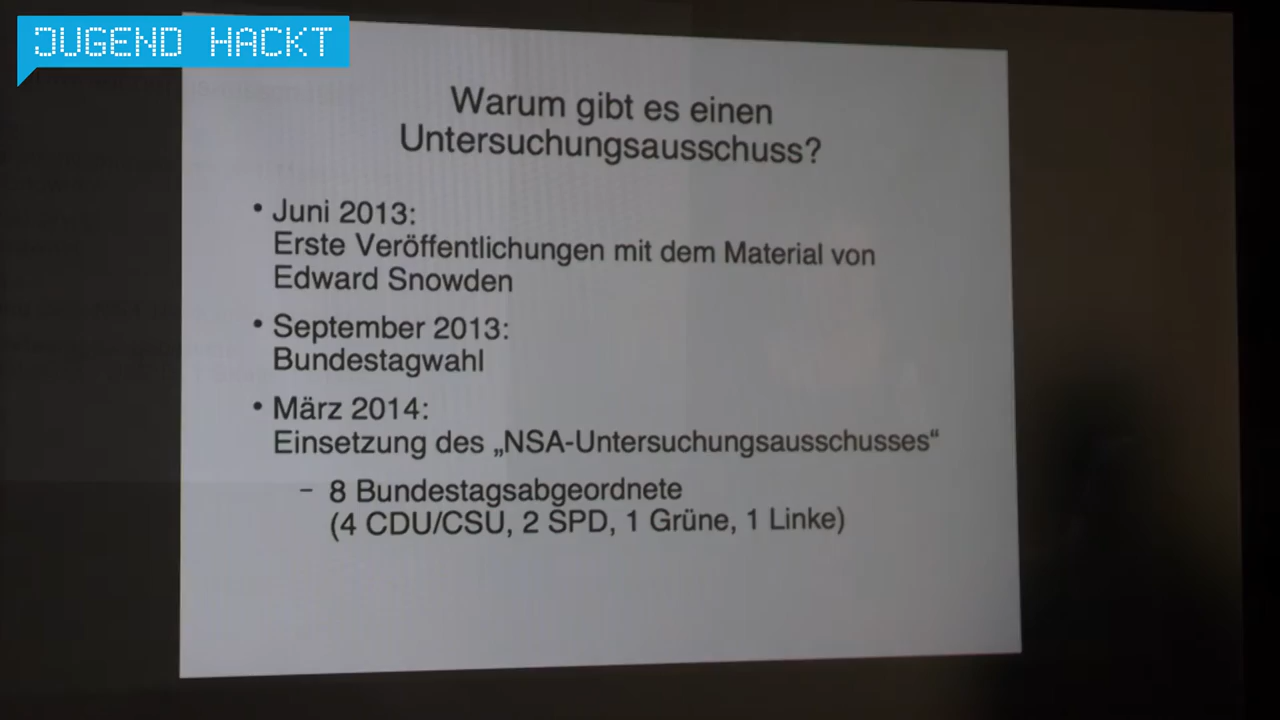 JUGEND HACKT
Warum gibt es einen
Untersuchungsausschuss?
• Juni 2013:
Erste Veröffentlichungen mit dem Material von
Edward Snowden
• September 2013:
Bundestagwahl
• März 2014:
Einsetzung des „NSA-Untersuchungsausschusses“
– 8 Bundestagsabgeordnete
(4 CDU/CSU, 2 SPD, 1 Grüne, 1 Linke)